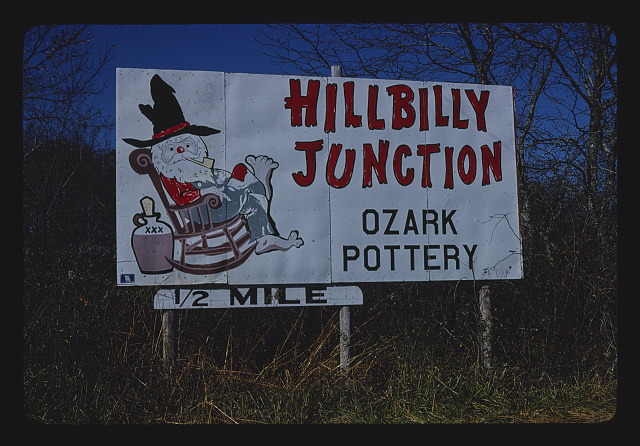 HILLBILLY
JUNCTION
OZARK
POTTERY
XXX
1/2 MILE